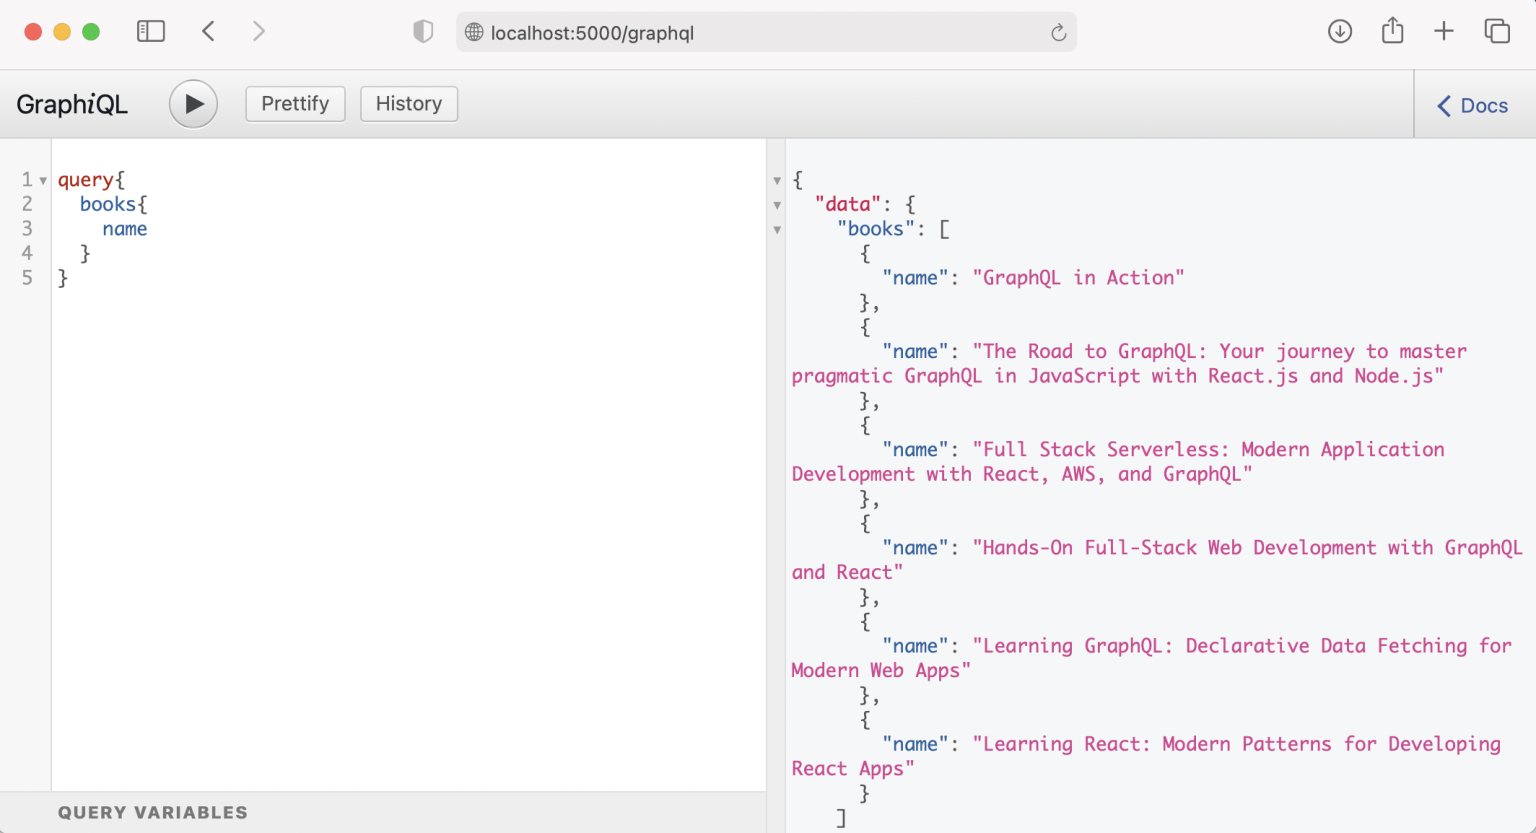 localhost:5000/graphql
GraphiQL
Prettify
History
Docs
1 query{
2 books{
3 name
4 }
5 }
{
"data": {
"books": [
{
"name": "GraphQL in Action"
},
{
"name": "The Road to GraphQL: Your journey to master
pragmatic GraphQL in JavaScript with React.js and Node.js"
},
{
"name": "Full Stack Serverless: Modern Application
Development with React, AWS, and GraphQL"
},
{
"name": "Hands-On Full-Stack Web Development with GraphQL
and React"
},
{
"name": "Learning GraphQL: Declarative Data Fetching for
Modern Web Apps"
},
{
"name": "Learning React: Modern Patterns for Developing
React Apps"
}
]
QUERY VARIABLES